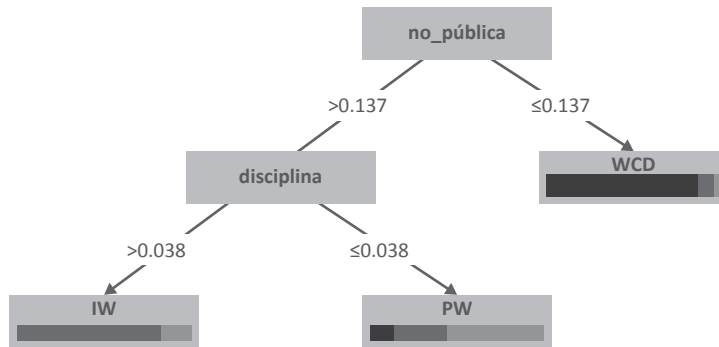 no_pública
>0.137
≤0.137
WCD
disciplina
>0.038
≤0.038
IW
PW